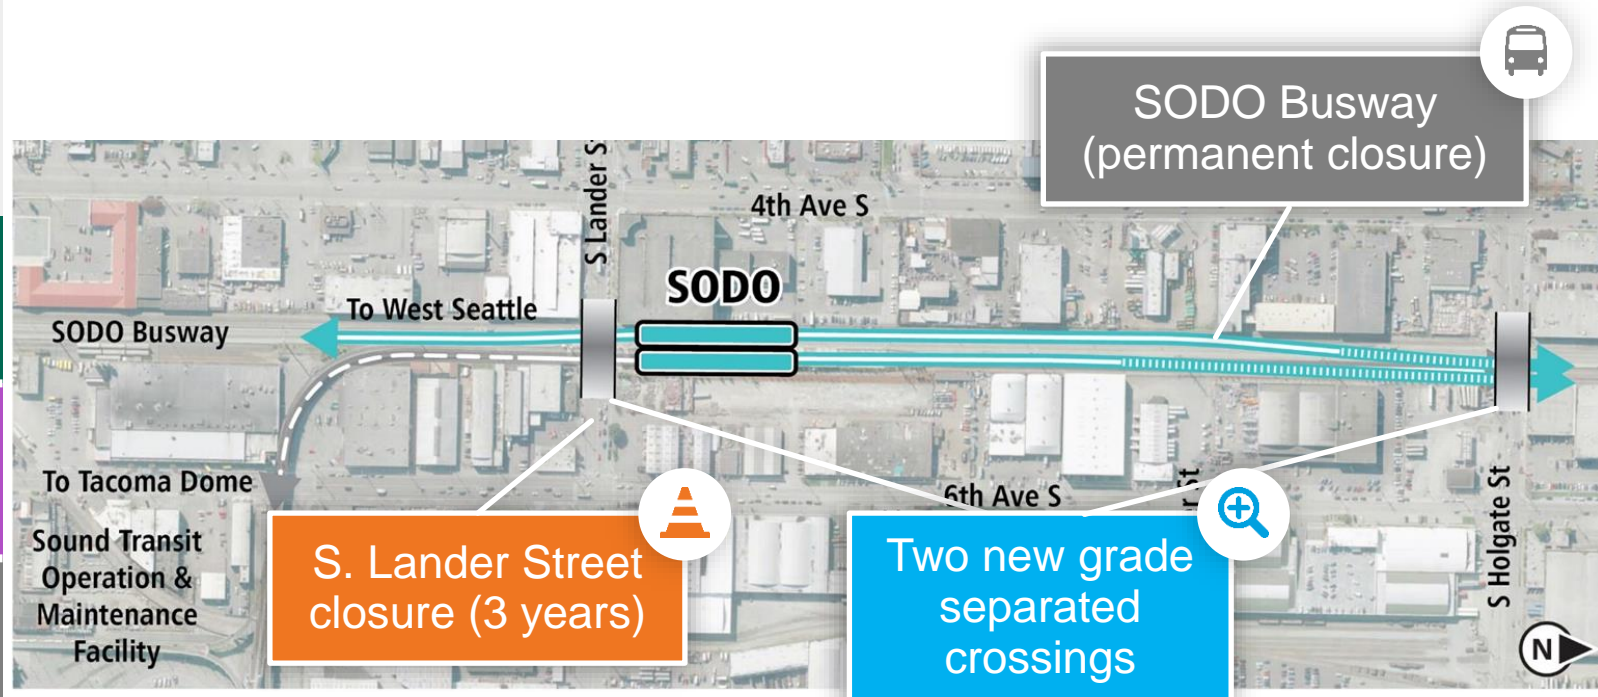 SODO Busway
(permanent closure)
S Lander S
4th Ave S
SODO
To West Seattle
SODO Busway
To Tacoma Dome
Sound Transit
Operation &
Maintenance
Facility
6th Ave S
S Holgate St
S. Lander Street
closure (3 years)
Two new grade
separated
crossings
N